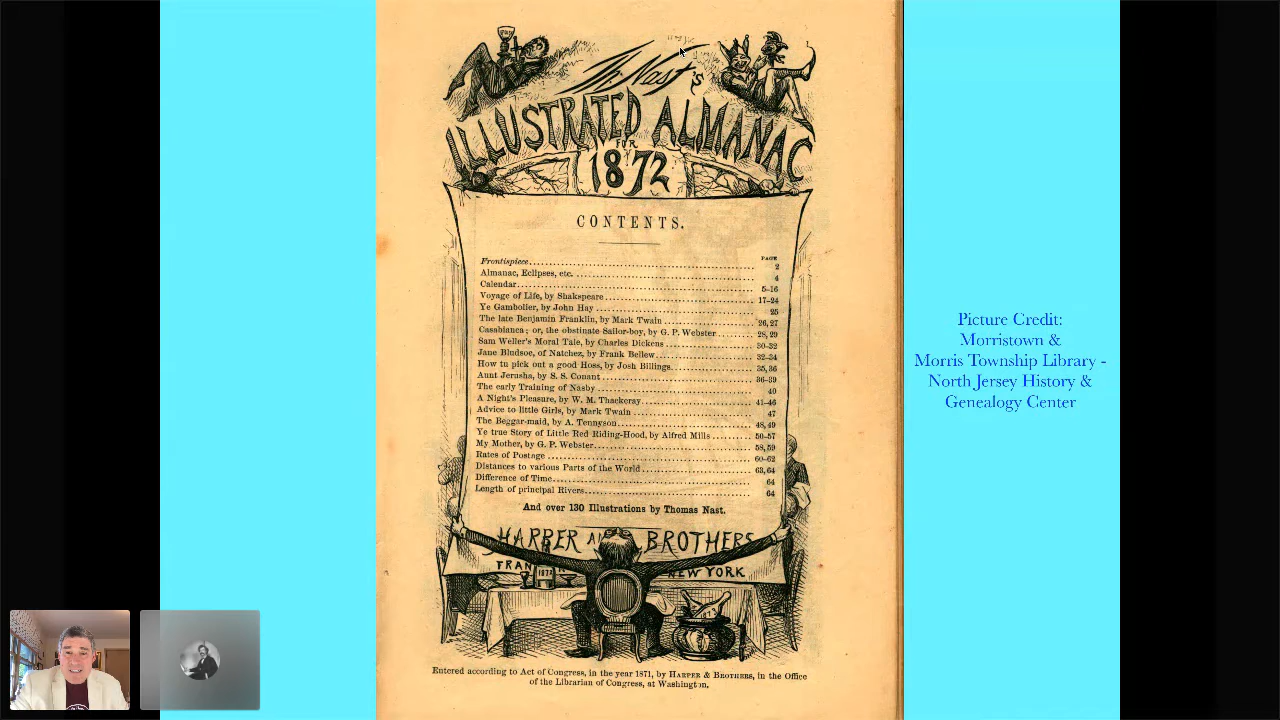 Th: Nast's
ILLUSTRATED ALMANAC
FOR
1872
CONTENTS.
PAGE
Frontispiece 2
Almanac, Eclipses, etc. 4
Calendar 5-16
Voyage of Life, by Shakspeare 17-24
Ye Gambolier, by John Hay 25
The late Benjamin Franklin, by Mark Twain 26, 27
Casabianca; or, the obstinate Sailor-boy, by G. P. Webster 28, 29
Sam Weller's Moral Tale, by Charles Dickens 30-32
Jane Bludsoe, of Natchez, by Frank Bellew 32-34
How to pick out a good Hoss, by Josh Billings 35, 36
Aunt Jerusha, by S. S. Conant 36-39
The early Training of Nasby 40
A Night's Pleasure, by W. M. Thackeray 41-46
Advice to little Girls, by Mark Twain 47
The Beggar-maid, by A. Tennyson 48, 49
Ye true Story of Little Red Riding-Hood, by Alfred Mills 50-57
My Mother, by G. P. Webster 58, 59
Rates of Postage 60-62
Distances to various Parts of the World 63, 64
Difference of Time 64
Length of principal Rivers 64
And over 130 Illustrations by Thomas Nast.
HARPER BROTHERS
NEW YORK
Entered according to Act of Congress, in the year 1871, by HARPER & BROTHERS, in the Office
of the Librarian of Congress, at Washington.
Picture Credit:
Morristown &
Morris Township Library -
North Jersey History &
Genealogy Center